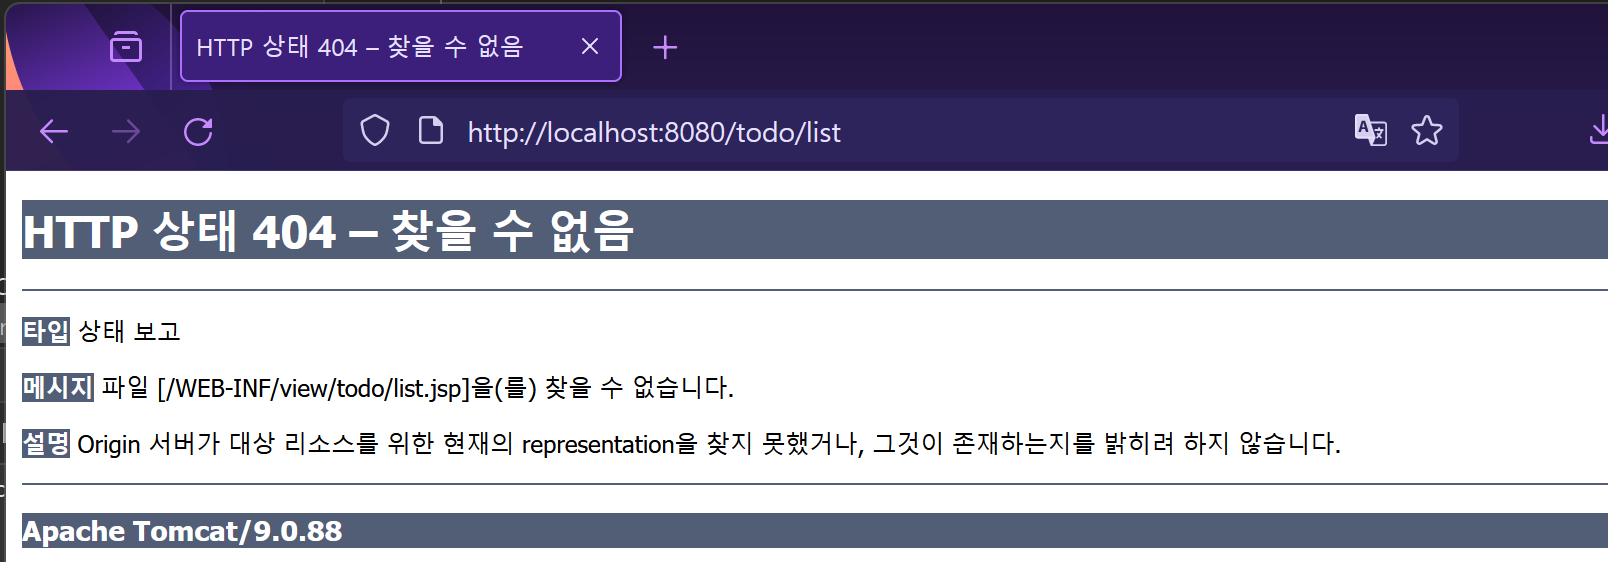 HTTP 상태 404 – 찾을 수 없음
http://localhost:8080/todo/list
HTTP 상태 404 – 찾을 수 없음
타입 상태 보고
메시지 파일 [/WEB-INF/view/todo/list.jsp]을(를) 찾을 수 없습니다.
설명 Origin 서버가 대상 리소스를 위한 현재의 representation을 찾지 못했거나, 그것이 존재하는지를 밝히려 하지 않습니다.
Apache Tomcat/9.0.88